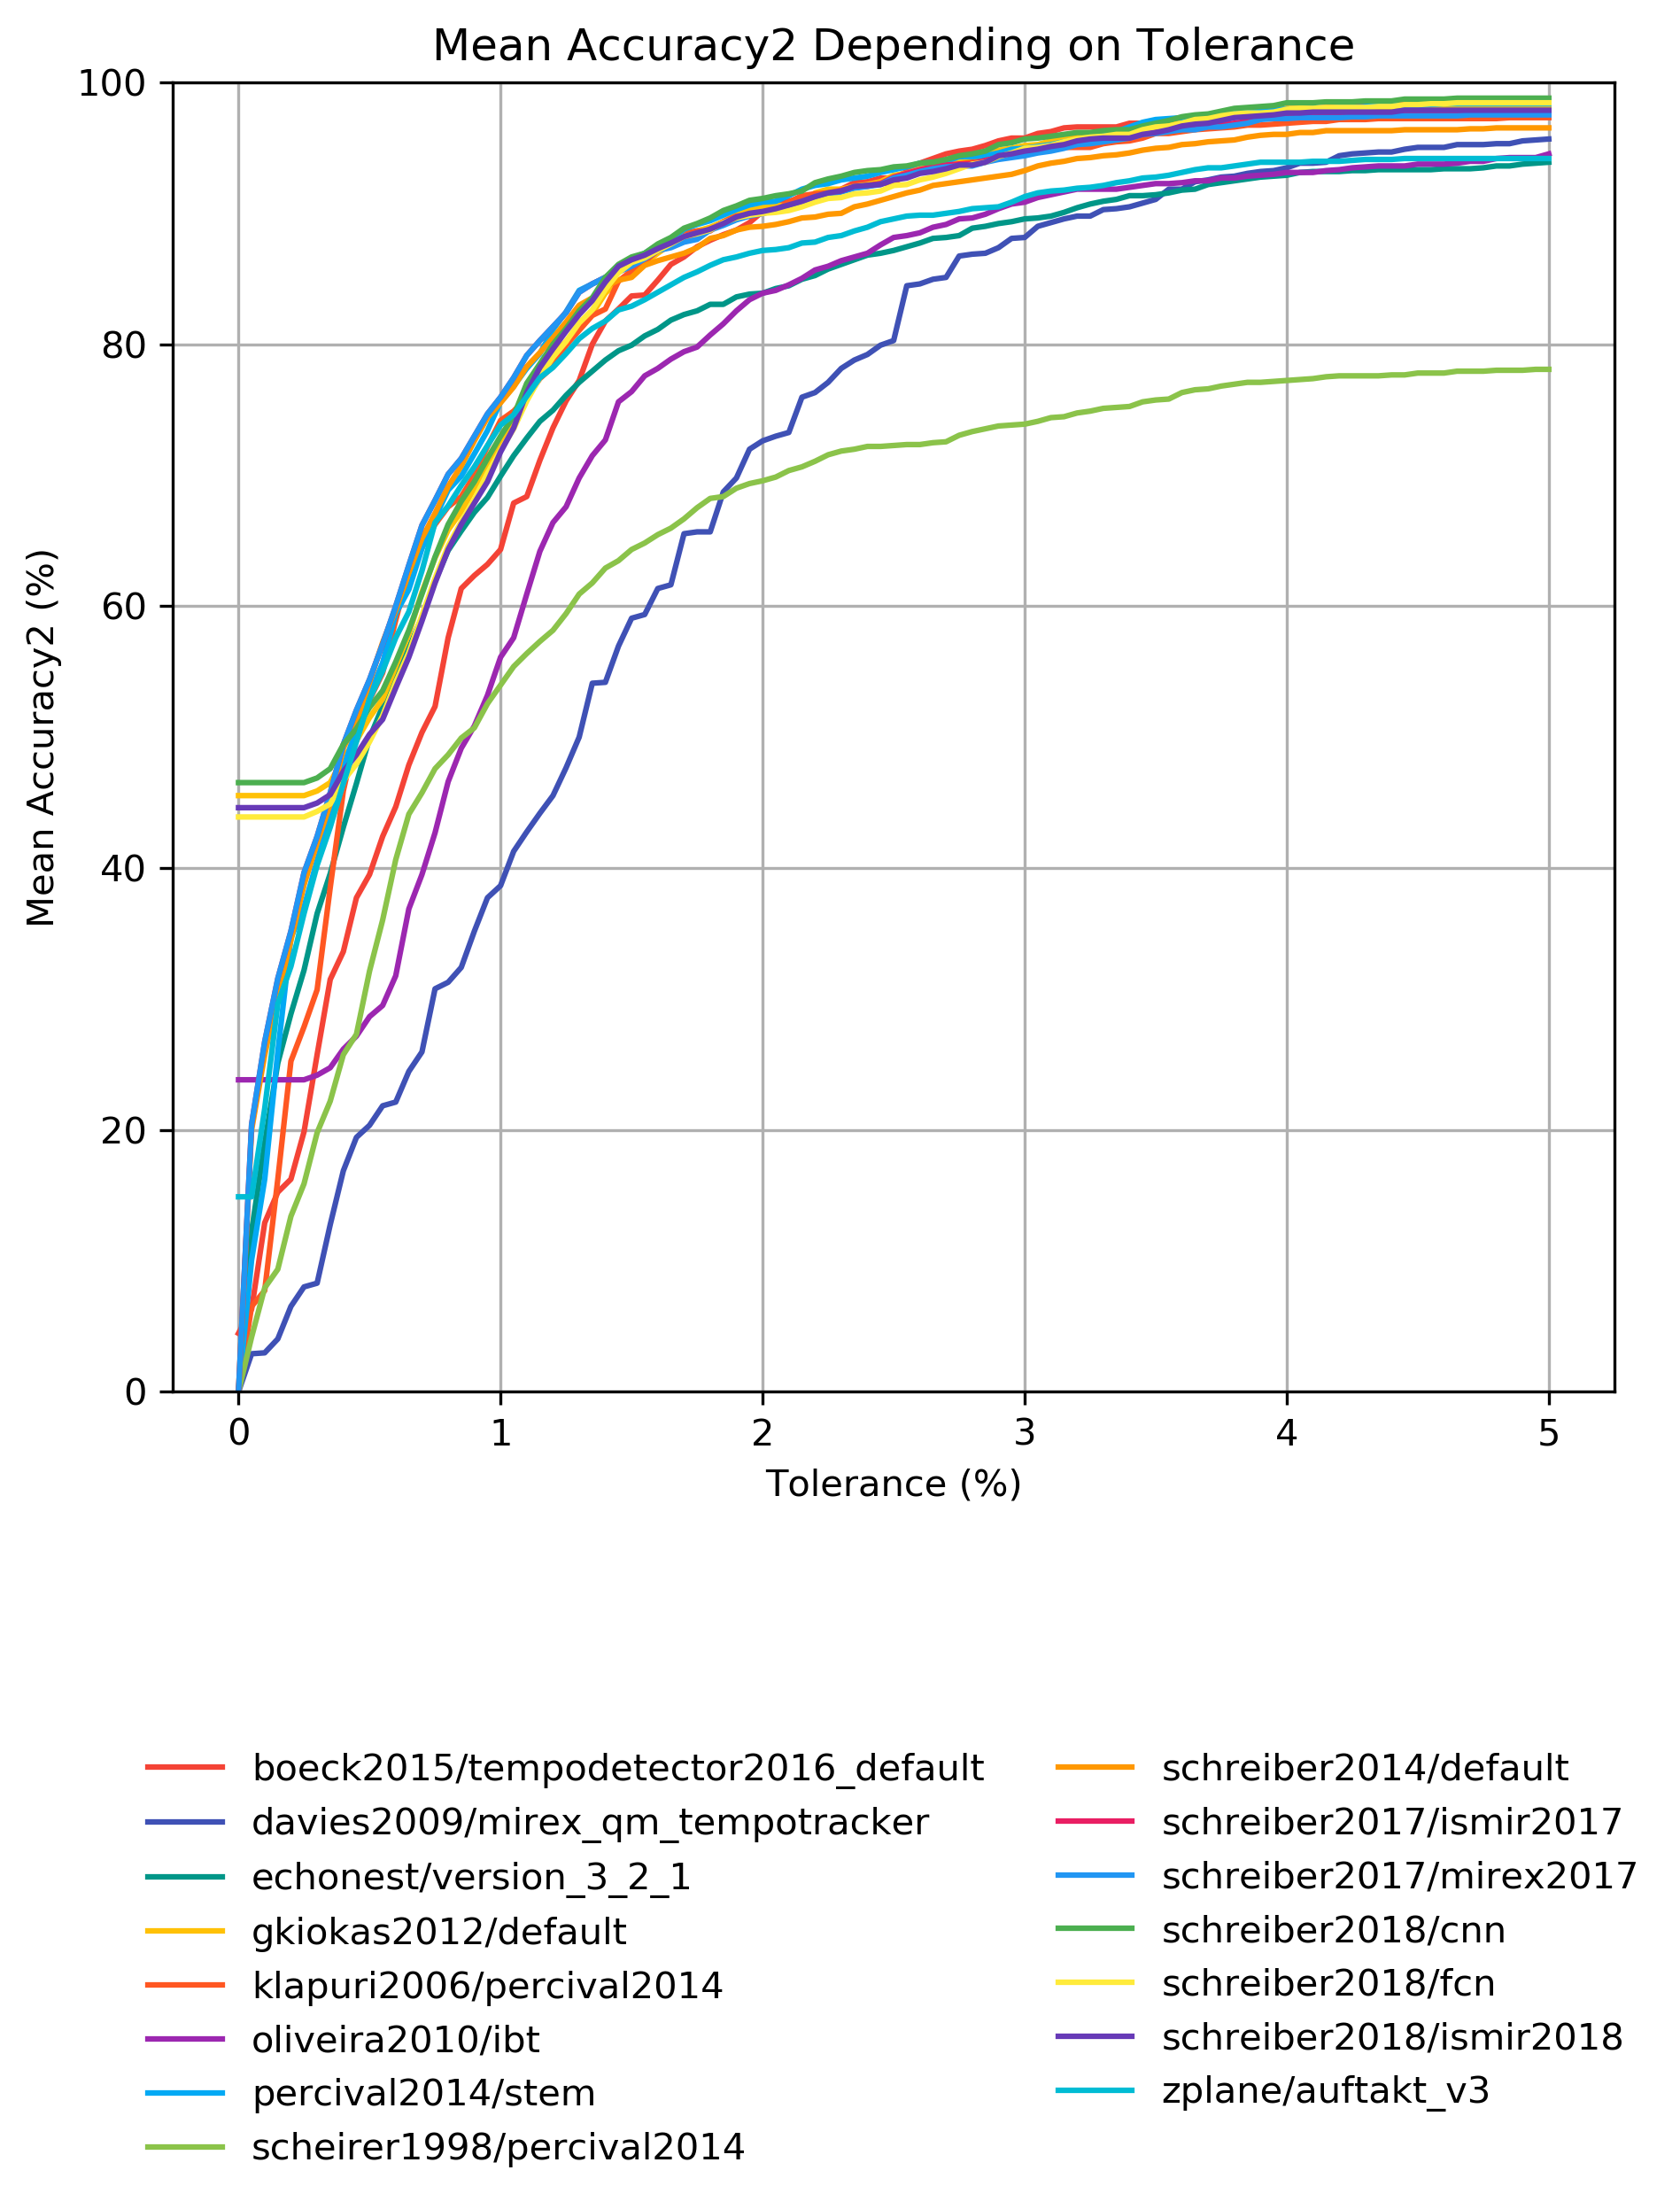 Mean Accuracy2 Depending on Tolerance
100
80
60
40
20
0
Mean Accuracy2 (%)
0 1 2 3 4 5
Tolerance (%)
boeck2015/tempodetector2016_default
davies2009/mirex_qm_tempotracker
echonest/version_3_2_1
gkiokas2012/default
klapuri2006/percival2014
oliveira2010/ibt
percival2014/stem
scheirer1998/percival2014
schreiber2014/default
schreiber2017/ismir2017
schreiber2017/mirex2017
schreiber2018/cnn
schreiber2018/fcn
schreiber2018/ismir2018
zplane/auftakt_v3